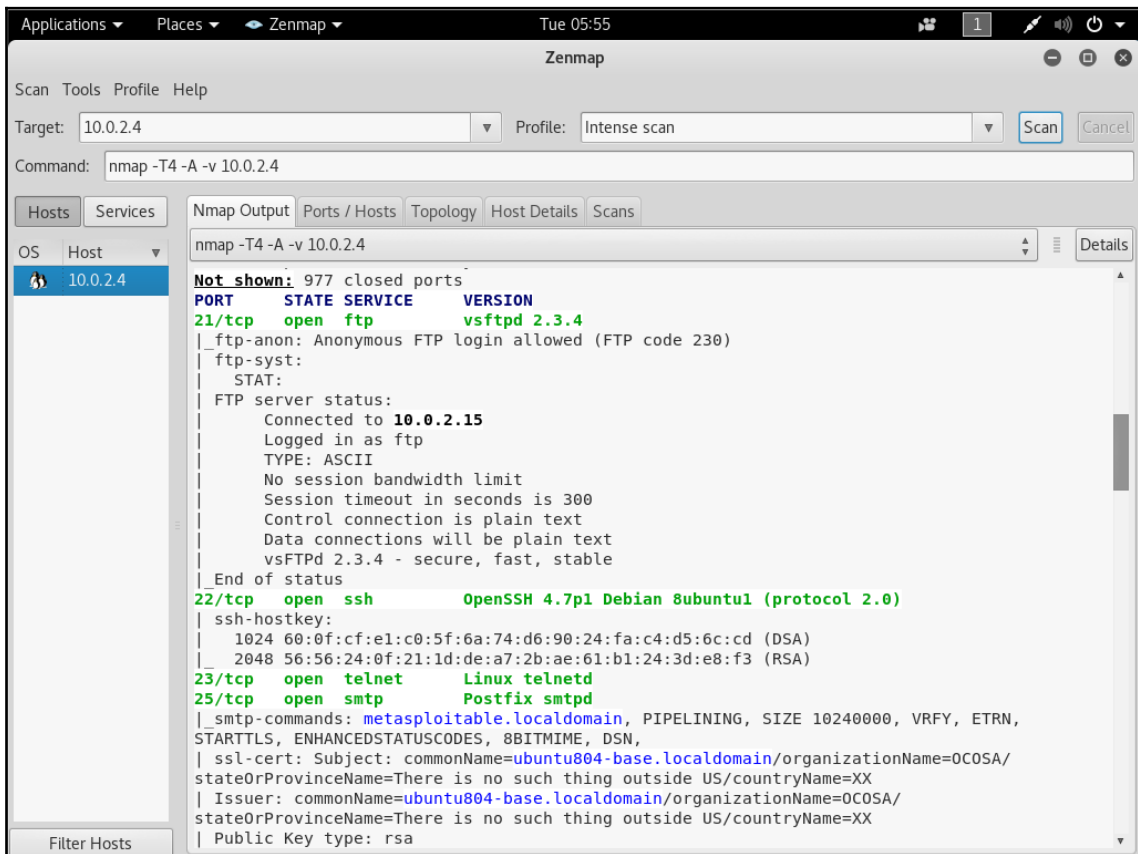 Applications Places Zenmap Tue 05:55 1
Zenmap
Scan Tools Profile Help
Target: 10.0.2.4 Profile: Intense scan Scan Cancel
Command: nmap -T4 -A -v 10.0.2.4
Hosts Services Nmap Output Ports / Hosts Topology Host Details Scans
OS Host nmap -T4 -A -v 10.0.2.4 Details
10.0.2.4
Not shown: 977 closed ports
PORT STATE SERVICE VERSION
21/tcp open ftp vsftpd 2.3.4
|_ftp-anon: Anonymous FTP login allowed (FTP code 230)
| ftp-syst:
|   STAT:
| FTP server status:
|      Connected to 10.0.2.15
|      Logged in as ftp
|      TYPE: ASCII
|      No session bandwidth limit
|      Session timeout in seconds is 300
|      Control connection is plain text
|      Data connections will be plain text
|      vsFTPd 2.3.4 - secure, fast, stable
|_End of status
22/tcp open ssh OpenSSH 4.7p1 Debian 8ubuntu1 (protocol 2.0)
| ssh-hostkey:
|   1024 60:0f:cf:e1:c0:5f:6a:74:d6:90:24:fa:c4:d5:6c:cd (DSA)
|_  2048 56:56:24:0f:21:1d:de:a7:2b:ae:61:b1:24:3d:e8:f3 (RSA)
23/tcp open telnet Linux telnetd
25/tcp open smtp Postfix smtpd
|_smtp-commands: metasploitable.localdomain, PIPELINING, SIZE 10240000, VRFY, ETRN,
STARTTLS, ENHANCEDSTATUSCODES, 8BITMIME, DSN,
| ssl-cert: Subject: commonName=ubuntu804-base.localdomain/organizationName=OCOSA/
stateOrProvinceName=There is no such thing outside US/countryName=XX
| Issuer: commonName=ubuntu804-base.localdomain/organizationName=OCOSA/
stateOrProvinceName=There is no such thing outside US/countryName=XX
| Public Key type: rsa
Filter Hosts